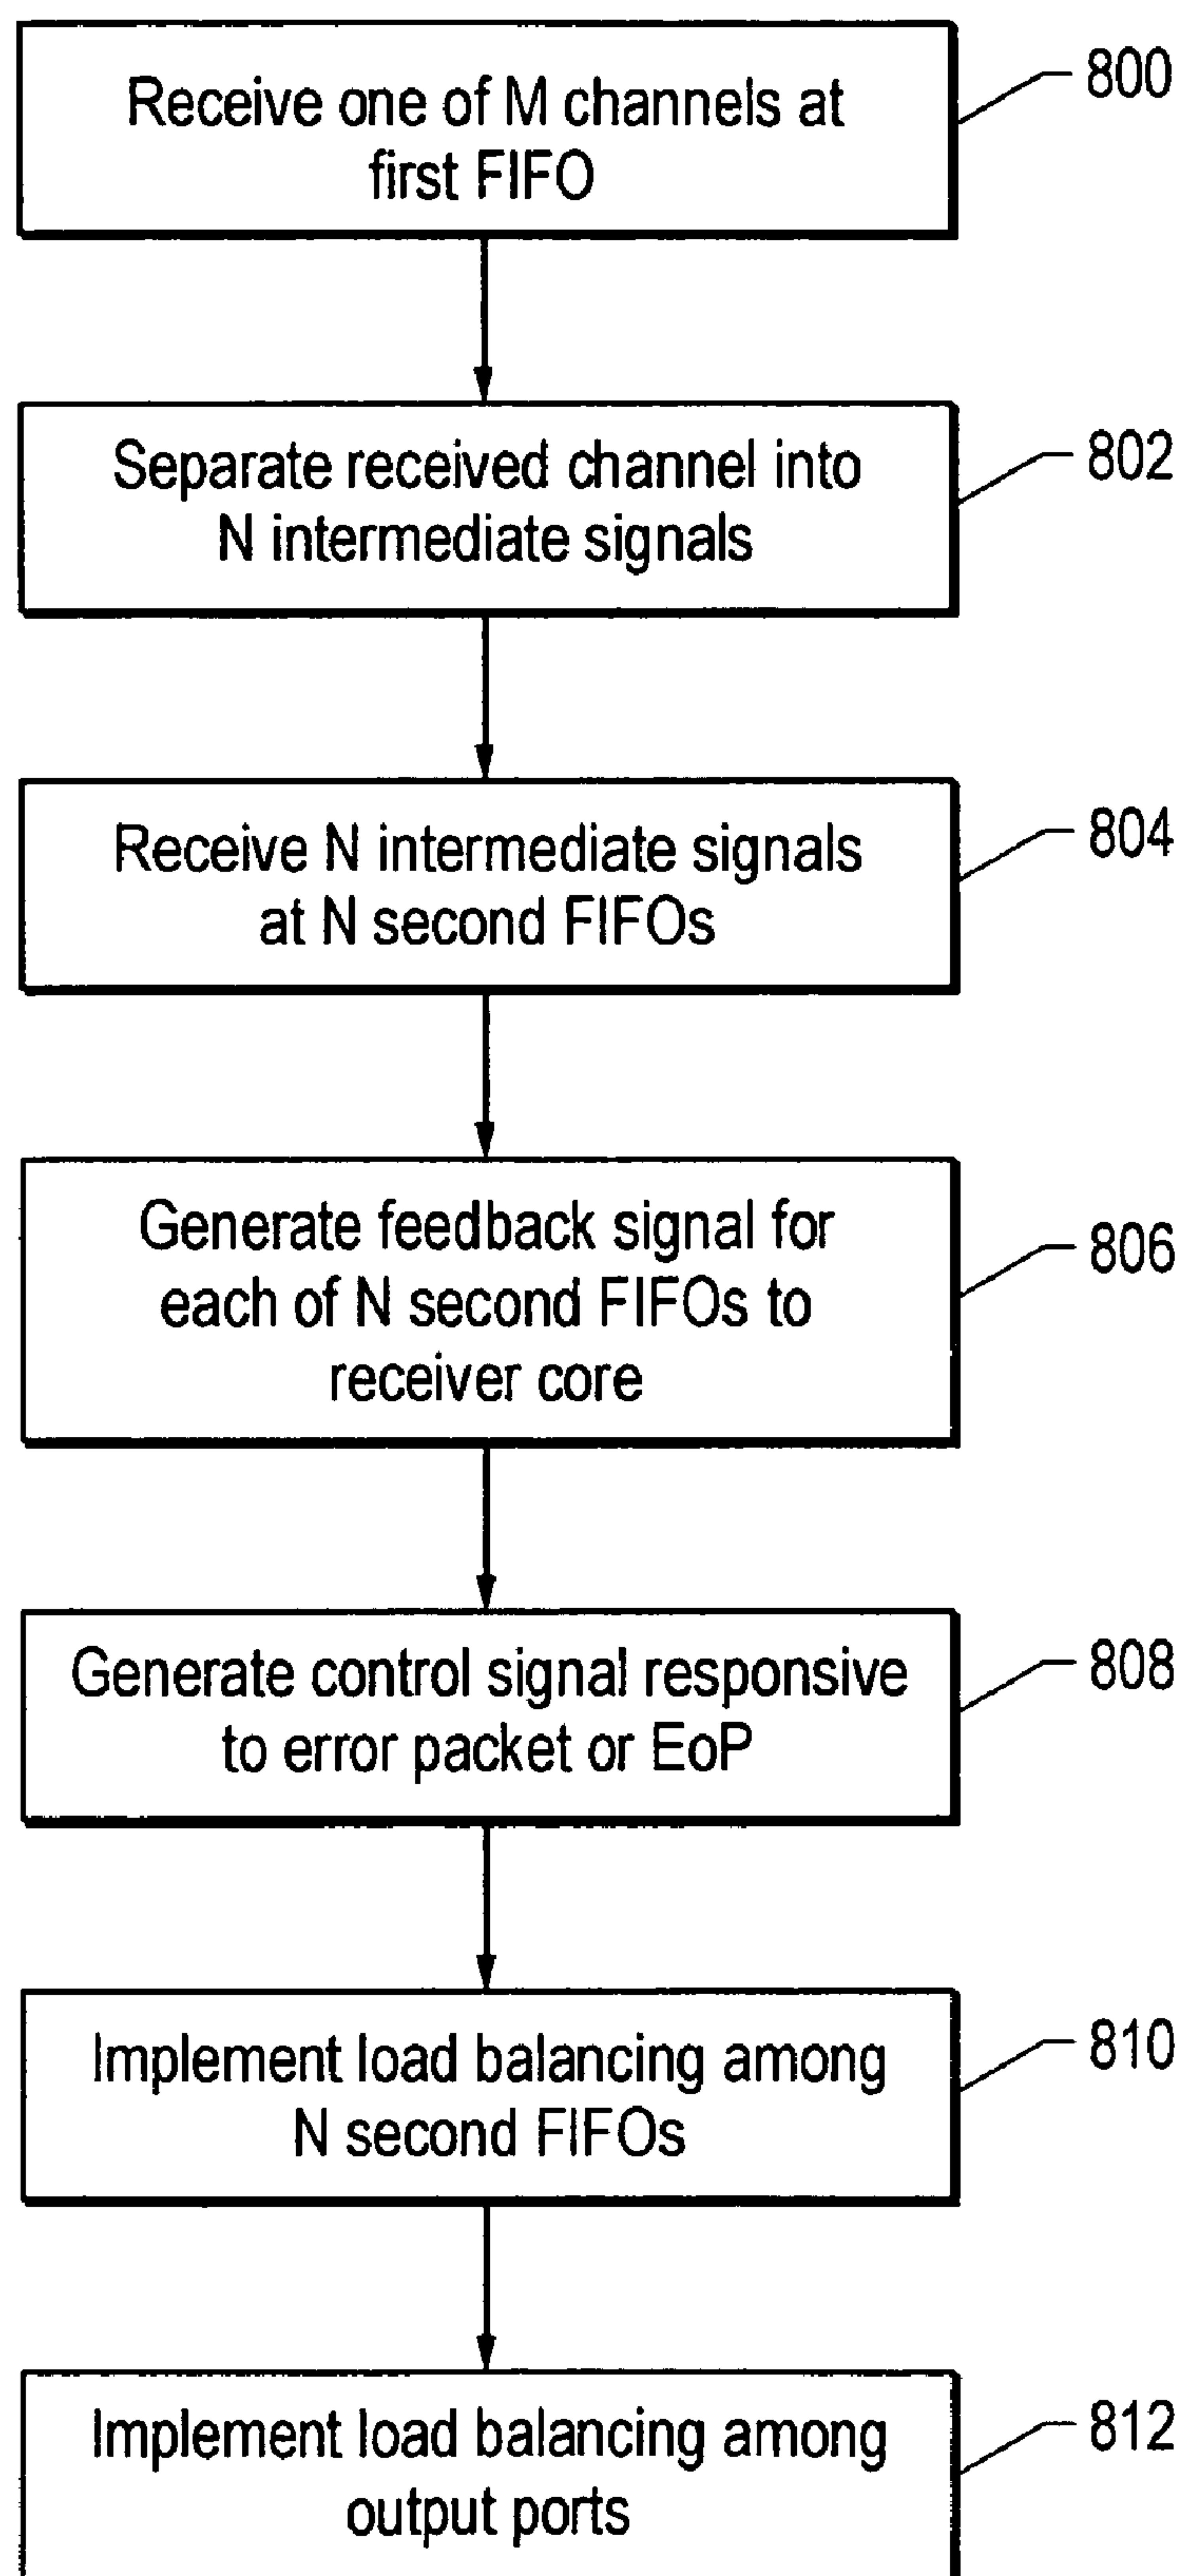 Receive one of M channels at
first FIFO
800
Separate received channel into
N intermediate signals
802
Receive N intermediate signals
at N second FIFOs
804
Generate feedback signal for
each of N second FIFOs to
receiver core
806
Generate control signal responsive
to error packet or EoP
808
Implement load balancing among
N second FIFOs
810
Implement load balancing among
output ports
812